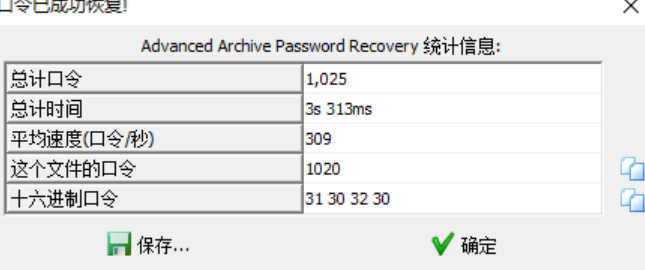 口令已成功恢复!
Advanced Archive Password Recovery 统计信息:
总计口令 1,025
总计时间 3s 313ms
平均速度(口令/秒) 309
这个文件的口令 1020
十六进制口令 31 30 32 30
保存... 确定